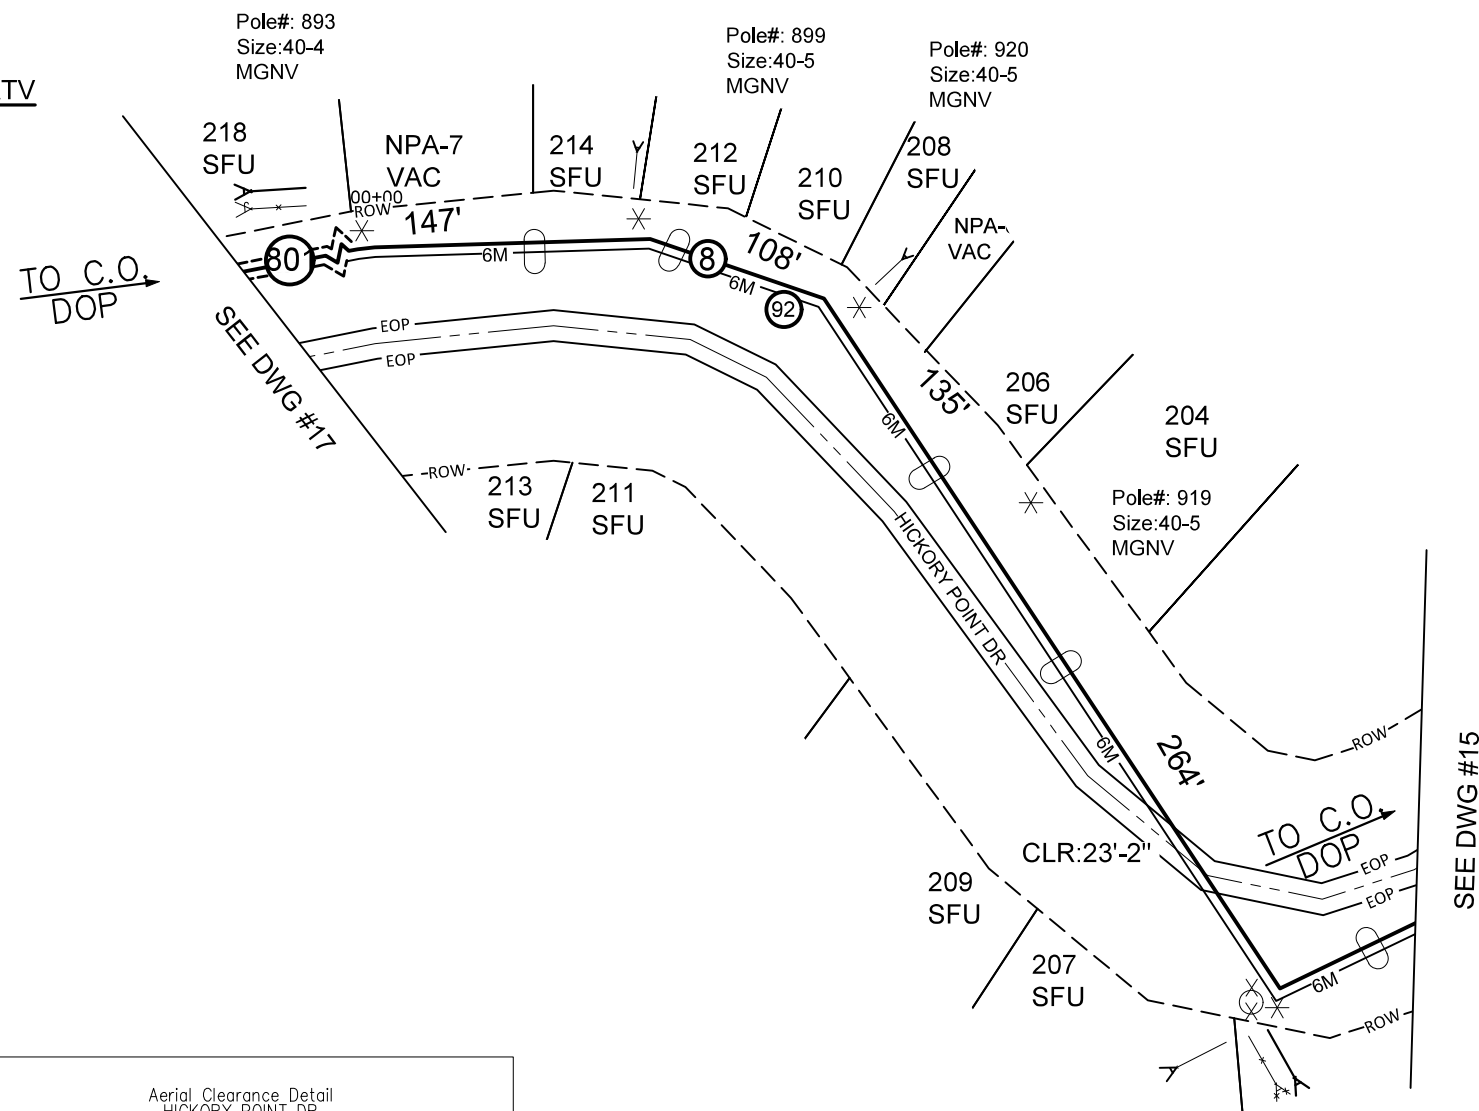 Pole#: 893
Size:40-4
MGNV
Pole#: 899
Size:40-5
MGNV
Pole#: 920
Size:40-5
MGNV
TV
218
SFU
NPA-7
VAC
214
SFU
212
SFU
210
SFU
208
SFU
NPA-
VAC
00+00
ROW
147'
108'
801
6M
8
6M
92
TO C.O.
DOP
SEE DWG #17
EOP
EOP
135'
206
SFU
204
SFU
6M
ROW
213
SFU
211
SFU
Pole#: 919
Size:40-5
MGNV
HICKORY POINT DR
6M
264'
ROW
SEE DWG #15
TO C.O.
DOP
CLR:23'-2"
EOP
EOP
209
SFU
207
SFU
6M
ROW
Aerial Clearance Detail
HICKORY POINT DR